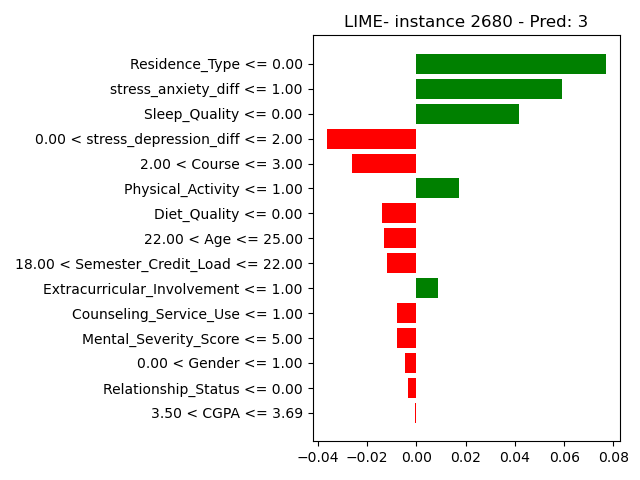 LIME- instance 2680 - Pred: 3
Residence_Type <= 0.00
stress_anxiety_diff <= 1.00
Sleep_Quality <= 0.00
0.00 < stress_depression_diff <= 2.00
2.00 < Course <= 3.00
Physical_Activity <= 1.00
Diet_Quality <= 0.00
22.00 < Age <= 25.00
18.00 < Semester_Credit_Load <= 22.00
Extracurricular_Involvement <= 1.00
Counseling_Service_Use <= 1.00
Mental_Severity_Score <= 5.00
0.00 < Gender <= 1.00
Relationship_Status <= 0.00
3.50 < CGPA <= 3.69
−0.04 −0.02 0.00 0.02 0.04 0.06 0.08